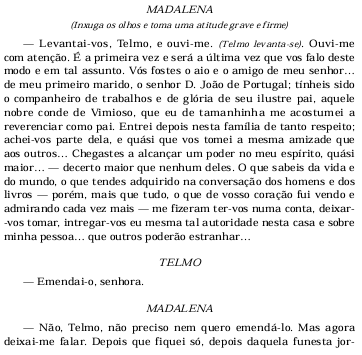 MADALENA
(Inxuga os olhos e toma uma atitude grave e firme)
— Levantai-vos, Telmo, e ouvi-me. (Telmo levanta-se). Ouvi-me
com atenção. É a primeira vez e será a última vez que vos falo deste
modo e em tal assunto. Vós fostes o aio e o amigo de meu senhor...
de meu primeiro marido, o senhor D. João de Portugal; tínheis sido
o companheiro de trabalhos e de glória de seu ilustre pai, aquele
nobre conde de Vimioso, que eu de tamanhinha me acostumei a
reverenciar como pai. Entrei depois nesta família de tanto respeito;
achei-vos parte dela, e quási que vos tomei a mesma amizade que
aos outros... Chegastes a alcançar um poder no meu espírito, quási
maior... — decerto maior que nenhum deles. O que sabeis da vida e
do mundo, o que tendes adquirido na conversação dos homens e dos
livros — porém, mais que tudo, o que de vosso coração fui vendo e
admirando cada vez mais — me fizeram ter-vos numa conta, deixar-
-vos tomar, intregar-vos eu mesma tal autoridade nesta casa e sobre
minha pessoa... que outros poderão estranhar...
TELMO
— Emendai-o, senhora.
MADALENA
— Não, Telmo, não preciso nem quero emendá-lo. Mas agora
deixai-me falar. Depois que fiquei só, depois daquela funesta jor-